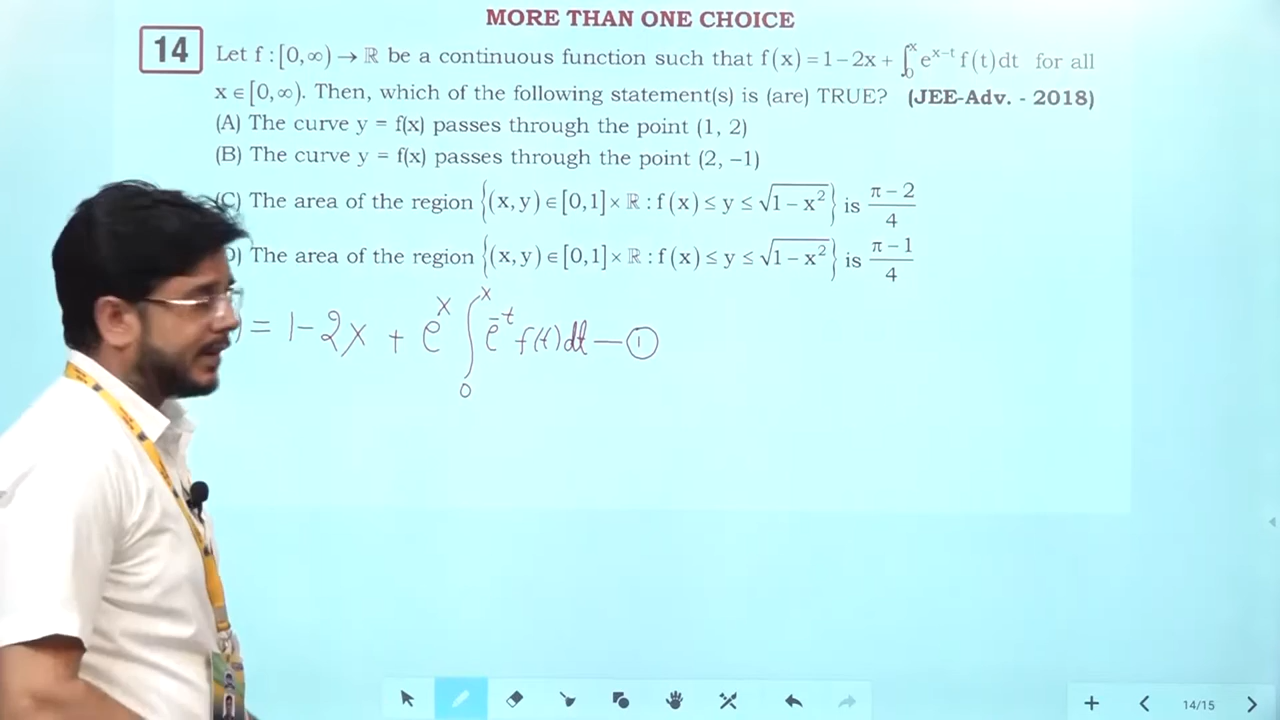 MORE THAN ONE CHOICE
14 Let f : [0, ∞) → ℝ be a continuous function such that f(x) = 1 − 2x + ∫₀ˣ eˣ⁻ᵗ f(t)dt for all
x ∈ [0, ∞). Then, which of the following statement(s) is (are) TRUE? (JEE-Adv. - 2018)
(A) The curve y = f(x) passes through the point (1, 2)
(B) The curve y = f(x) passes through the point (2, −1)
(C) The area of the region {(x, y) ∈ [0,1] × ℝ : f(x) ≤ y ≤ √(1 − x²)} is (π − 2)/4
) The area of the region {(x, y) ∈ [0,1] × ℝ : f(x) ≤ y ≤ √(1 − x²)} is (π − 1)/4
) = 1 − 2x + eˣ ∫₀ˣ e⁻ᵗ f(t)dt — ①
14/15